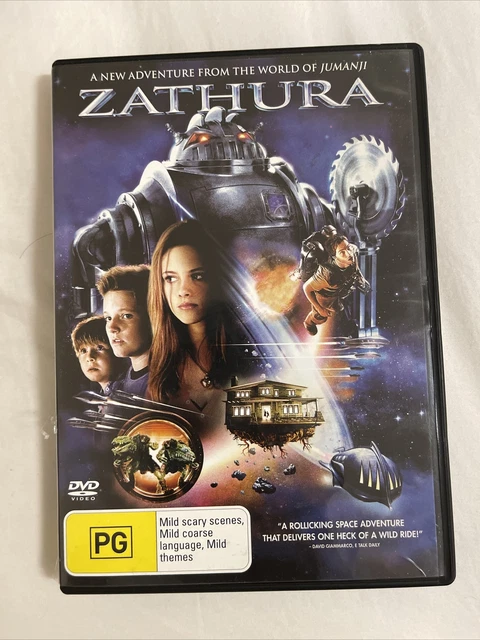 A NEW ADVENTURE FROM THE WORLD OF JUMANJI
ZATHURA
DVD
VIDEO
PG
Mild scary scenes,
Mild coarse
language, Mild
themes
"A ROLLICKING SPACE ADVENTURE
THAT DELIVERS ONE HECK OF A WILD RIDE!"
- DAVID GIAMMARCO, E TALK DAILY